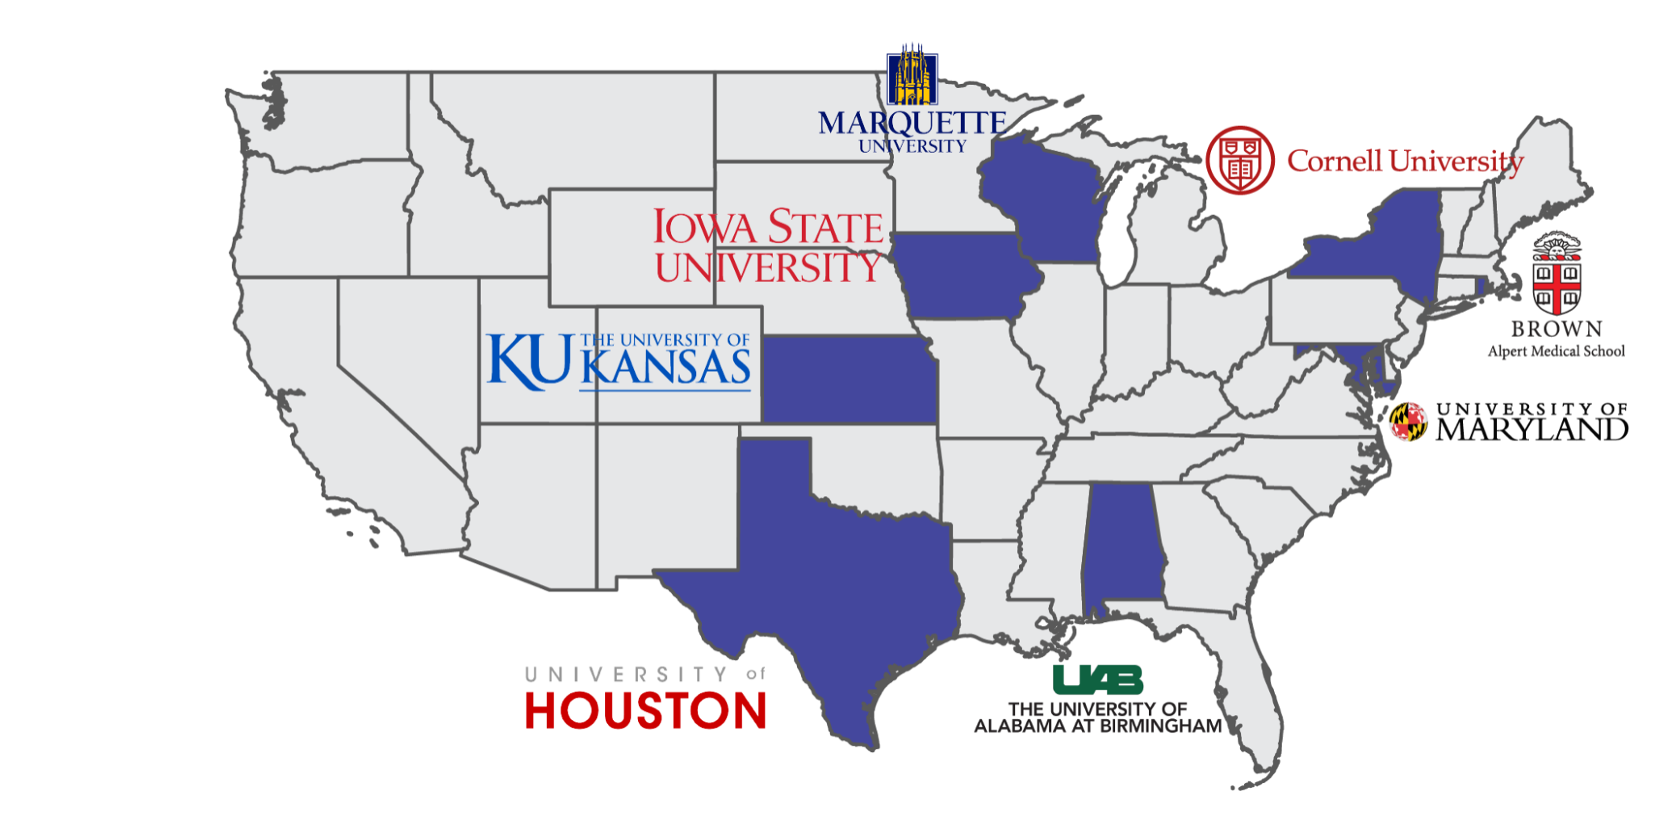 MARQUETTE
UNIVERSITY
Cornell University
IOWA STATE
UNIVERSITY
BROWN
Alpert Medical School
KU THE UNIVERSITY OF
KANSAS
UNIVERSITY OF
MARYLAND
UNIVERSITY of
HOUSTON
UAB
THE UNIVERSITY OF
ALABAMA AT BIRMINGHAM